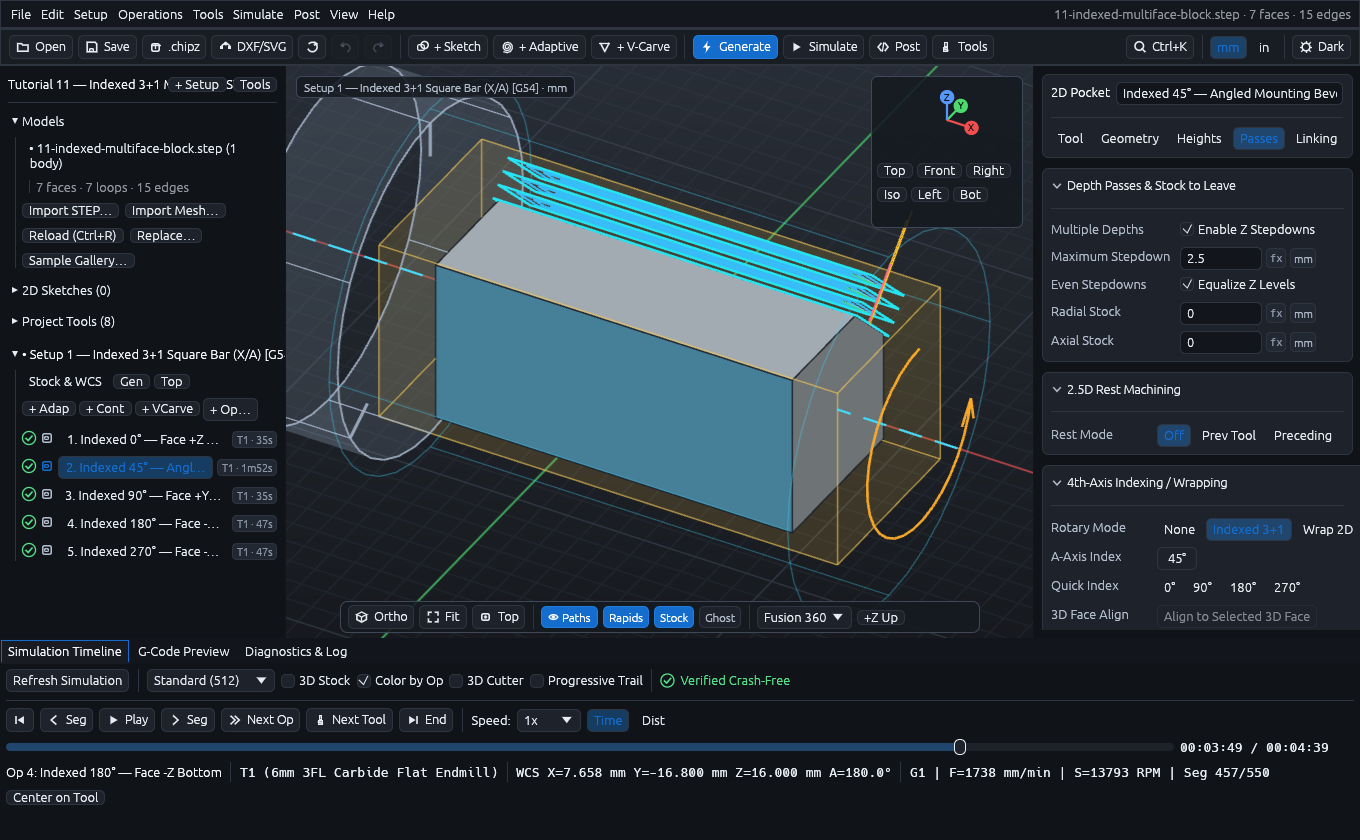 File Edit Setup Operations Tools Simulate Post View Help
11-indexed-multiface-block.step · 7 faces · 15 edges
Open Save .chipz DXF/SVG + Sketch + Adaptive + V-Carve Generate Simulate Post Tools Ctrl+K mm in Dark
Tutorial 11 — Indexed 3+1 + Setup Tools
Models
• 11-indexed-multiface-block.step (1
body)
7 faces · 7 loops · 15 edges
Import STEP... Import Mesh...
Reload (Ctrl+R) Replace...
Sample Gallery...
2D Sketches (0)
Project Tools (8)
• Setup 1 — Indexed 3+1 Square Bar (X/A) [G5
Stock & WCS Gen Top
+ Adap + Cont + VCarve + Op...
1. Indexed 0° — Face +Z ... T1 · 35s
2. Indexed 45° — Angl... T1 · 1m52s
3. Indexed 90° — Face +Y... T1 · 35s
4. Indexed 180° — Face -... T1 · 47s
5. Indexed 270° — Face -... T1 · 47s
Setup 1 — Indexed 3+1 Square Bar (X/A) [G54] · mm
Z
Y
X
Top Front Right
Iso Left Bot
Ortho Fit Top Paths Rapids Stock Ghost Fusion 360 +Z Up
2D Pocket Indexed 45° — Angled Mounting Beve
Tool Geometry Heights Passes Linking
Depth Passes & Stock to Leave
Multiple Depths Enable Z Stepdowns
Maximum Stepdown 2.5 fx mm
Even Stepdowns Equalize Z Levels
Radial Stock 0 fx mm
Axial Stock 0 fx mm
2.5D Rest Machining
Rest Mode Off Prev Tool Preceding
4th-Axis Indexing / Wrapping
Rotary Mode None Indexed 3+1 Wrap 2D
A-Axis Index 45°
Quick Index 0° 90° 180° 270°
3D Face Align Align to Selected 3D Face
Simulation Timeline G-Code Preview Diagnostics & Log
Refresh Simulation Standard (512) 3D Stock Color by Op 3D Cutter Progressive Trail Verified Crash-Free
Seg Play Seg Next Op Next Tool End Speed: 1x Time Dist
00:03:49 / 00:04:39
Op 4: Indexed 180° — Face -Z Bottom T1 (6mm 3FL Carbide Flat Endmill) WCS X=7.658 mm Y=-16.800 mm Z=16.000 mm A=180.0° G1 | F=1738 mm/min | S=13793 RPM | Seg 457/550
Center on Tool